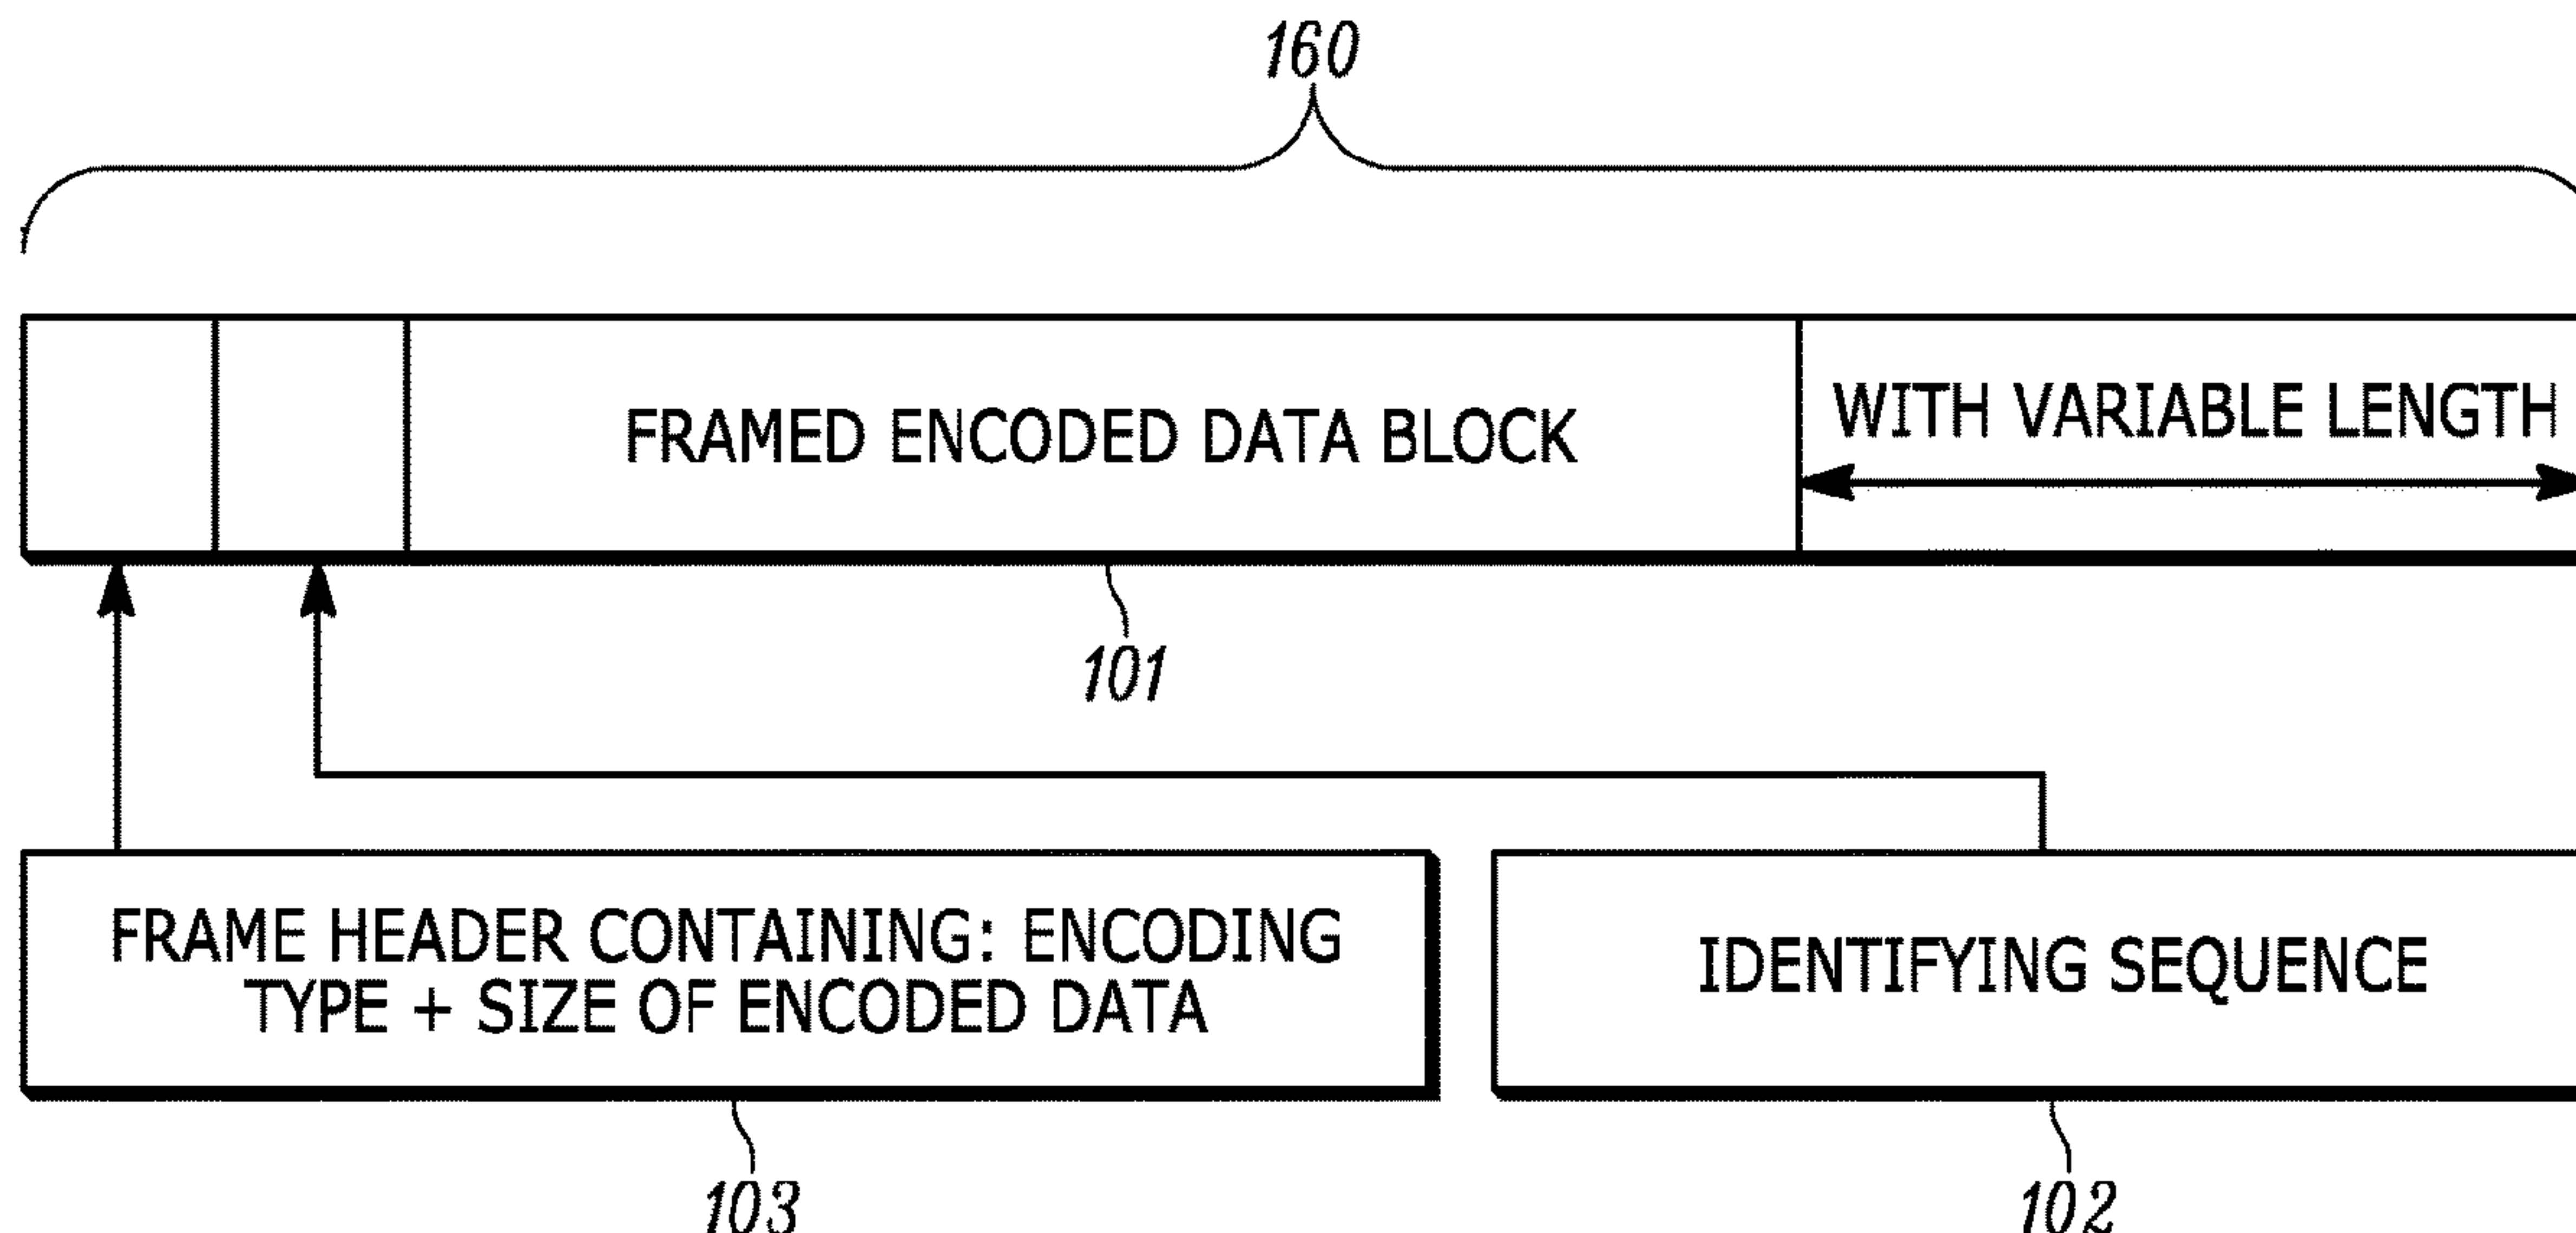 160
FRAMED ENCODED DATA BLOCK
WITH VARIABLE LENGTH
101
FRAME HEADER CONTAINING: ENCODING
TYPE + SIZE OF ENCODED DATA
IDENTIFYING SEQUENCE
103
102